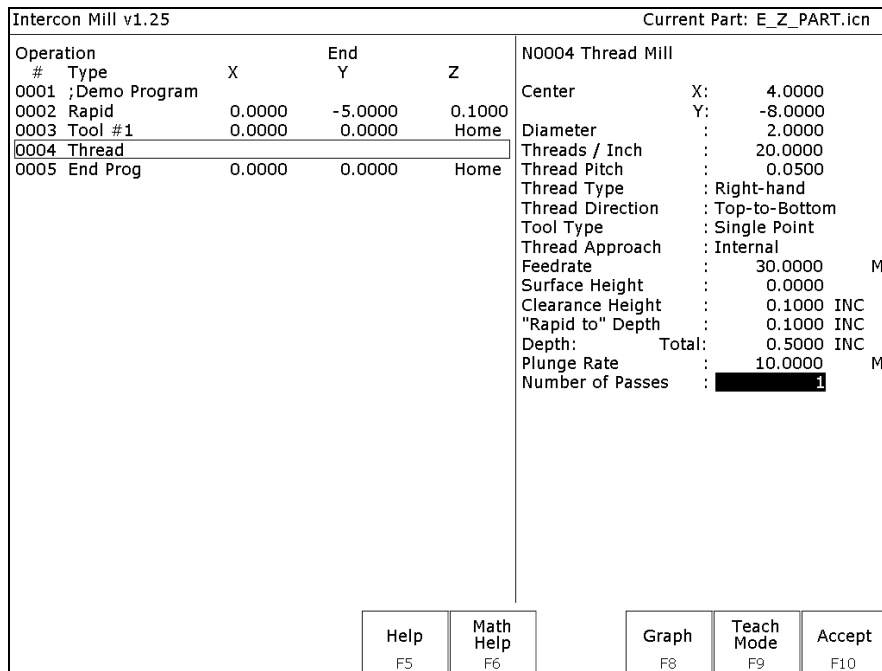 Intercon Mill v1.25 Current Part: E_Z_PART.icn
Operation End
# Type X Y Z
0001 ;Demo Program
0002 Rapid 0.0000 -5.0000 0.1000
0003 Tool #1 0.0000 0.0000 Home
0004 Thread
0005 End Prog 0.0000 0.0000 Home
N0004 Thread Mill
Center X: 4.0000
Y: -8.0000
Diameter : 2.0000
Threads / Inch : 20.0000
Thread Pitch : 0.0500
Thread Type : Right-hand
Thread Direction : Top-to-Bottom
Tool Type : Single Point
Thread Approach : Internal
Feedrate : 30.0000 M
Surface Height : 0.0000
Clearance Height : 0.1000 INC
"Rapid to" Depth : 0.1000 INC
Depth: Total: 0.5000 INC
Plunge Rate : 10.0000 M
Number of Passes : 1
Help F5
Math Help F6
Graph F8
Teach Mode F9
Accept F10